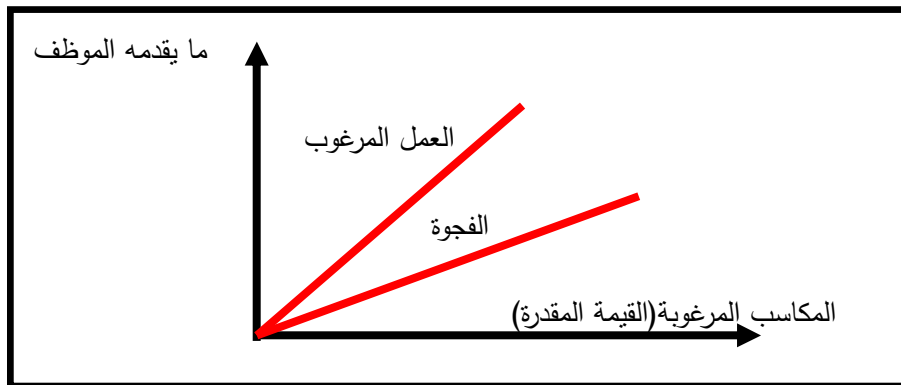 ما يقدمه الموظف
العمل المرغوب
الفجوة
المكاسب المرغوبة(القيمة المقدرة)